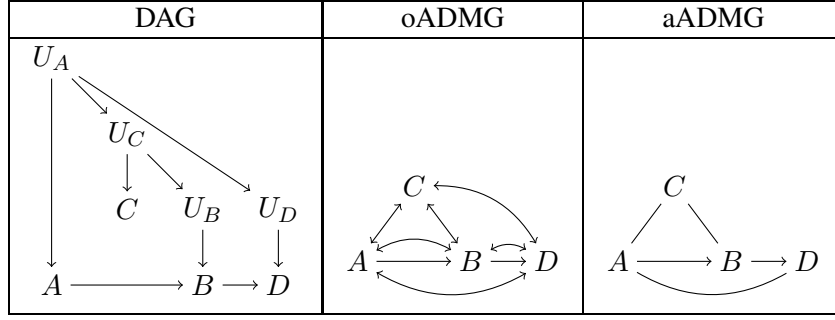 DAG oADMG aADMG
U_A
U_C
C U_B U_D
A B D
C
A B D
C
A B D